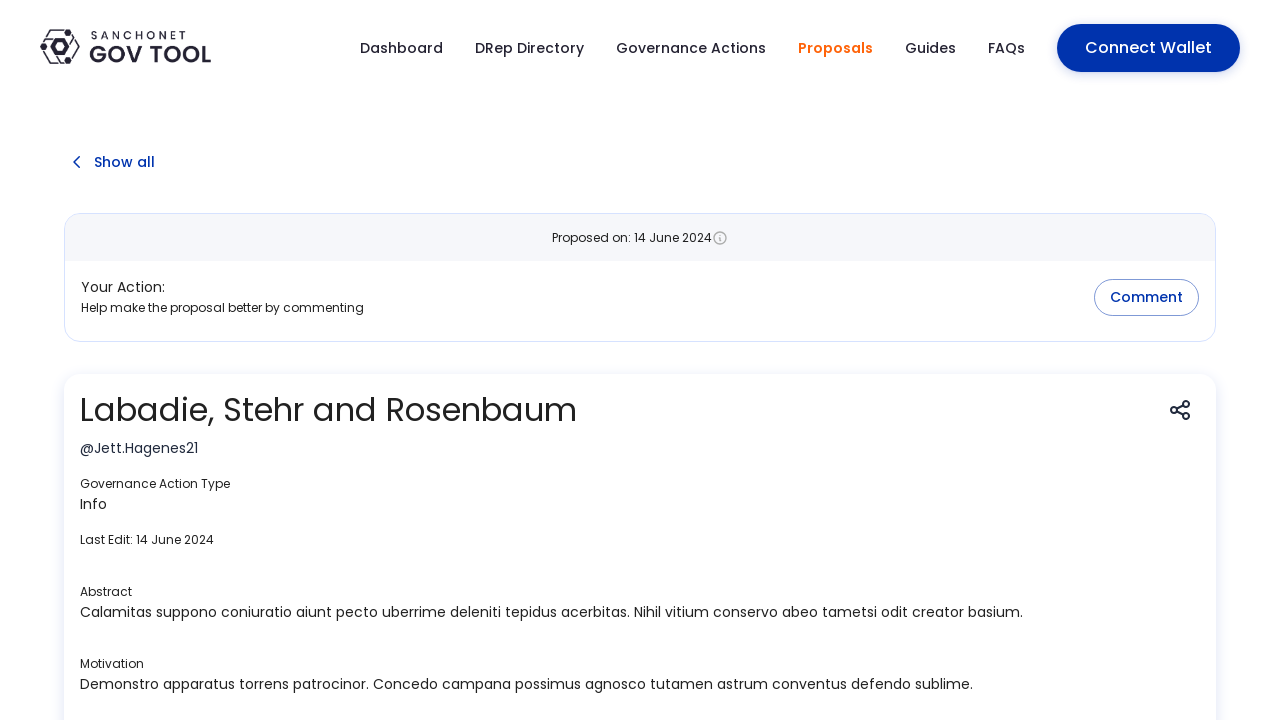 SANCHONET
GOV TOOL
Dashboard
DRep Directory
Governance Actions
Proposals
Guides
FAQs
Connect Wallet
Show all
Proposed on: 14 June 2024
Your Action:
Help make the proposal better by commenting
Comment
Labadie, Stehr and Rosenbaum
@Jett.Hagenes21
Governance Action Type
Info
Last Edit: 14 June 2024
Abstract
Calamitas suppono coniuratio aiunt pecto uberrime deleniti tepidus acerbitas. Nihil vitium conservo abeo tametsi odit creator basium.
Motivation
Demonstro apparatus torrens patrocinor. Concedo campana possimus agnosco tutamen astrum conventus defendo sublime.